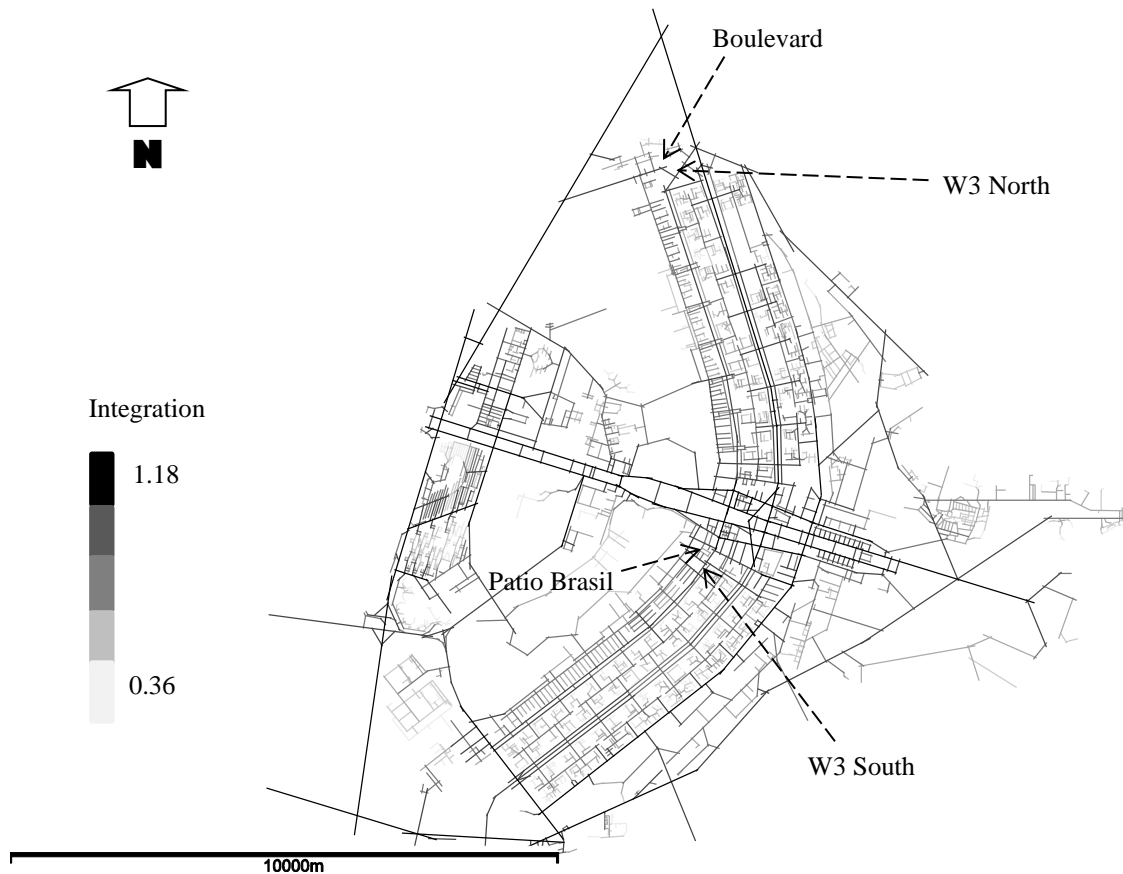 Boulevard
N
W3 North
Integration
1.18
Patio Brasil
0.36
W3 South
10000m